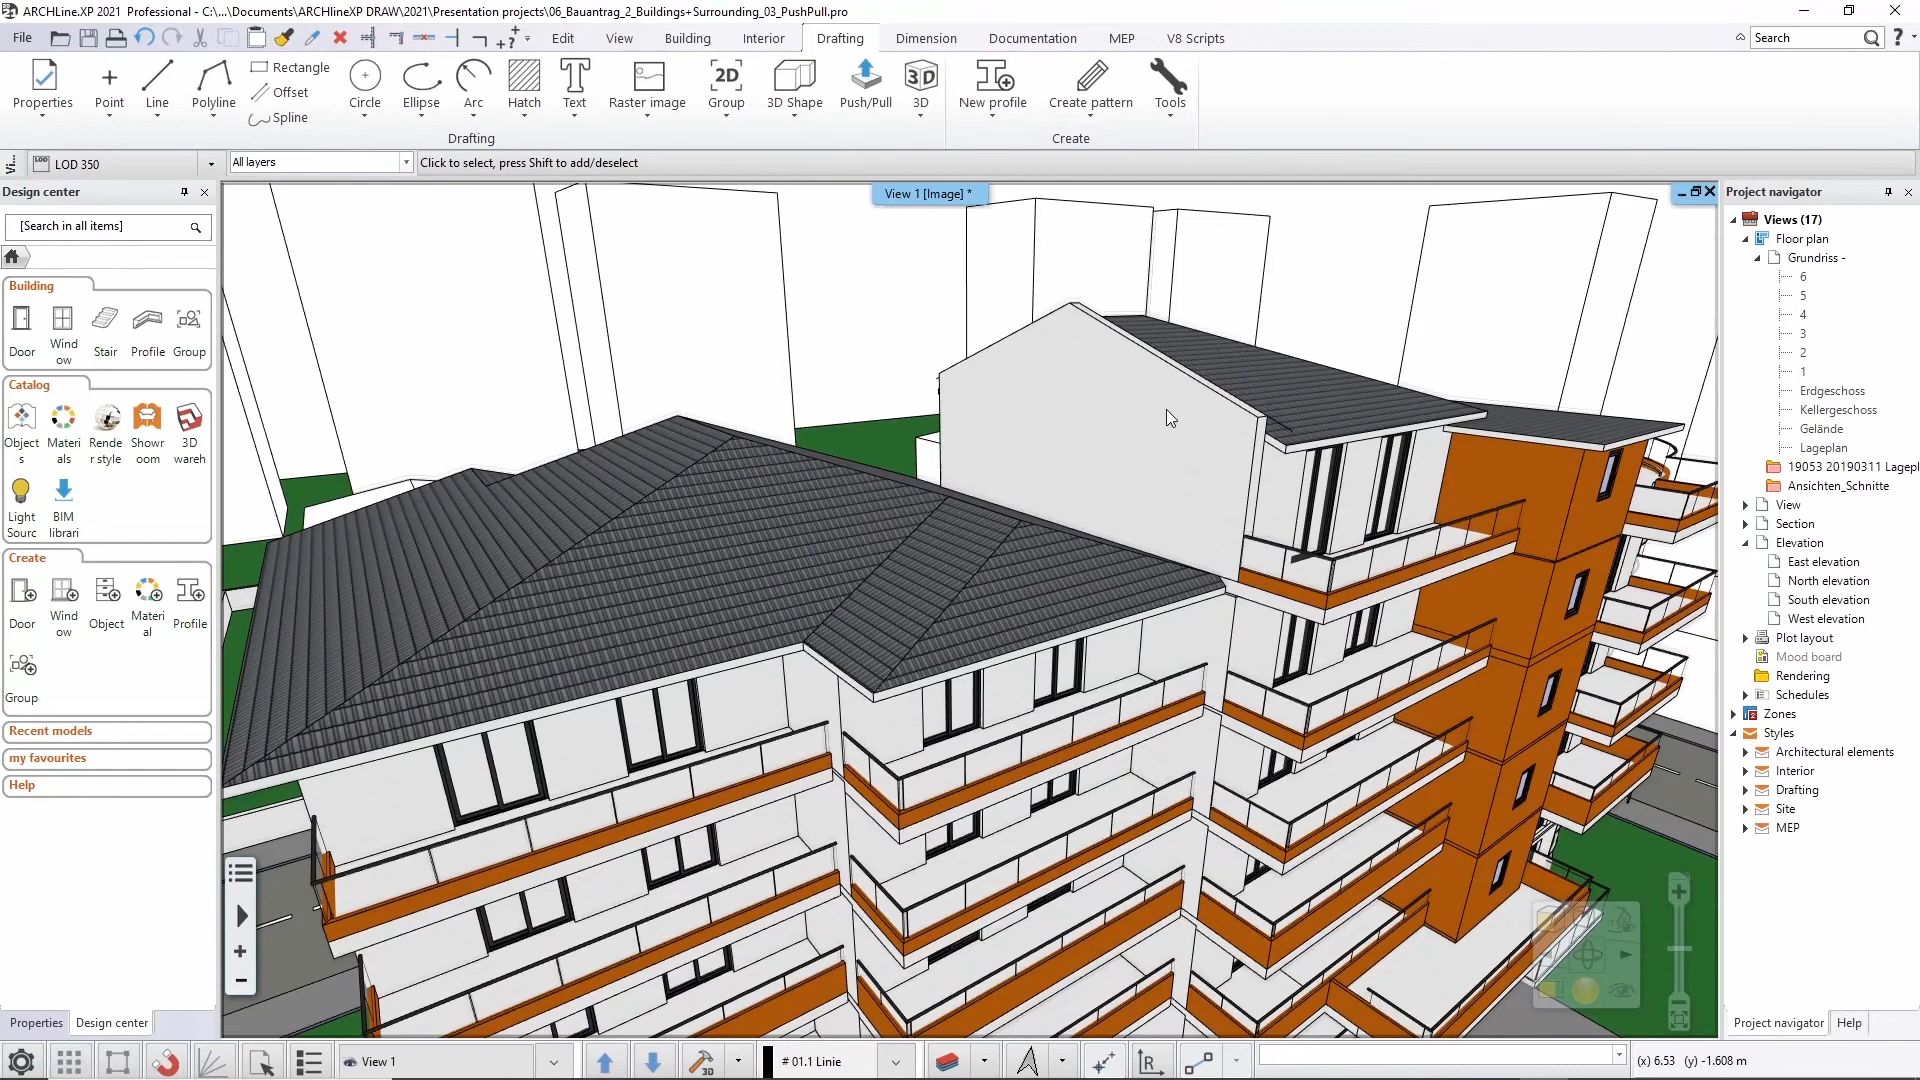 ARCHLine.XP 2021  Professional - C:\...\Documents\ARCHlineXP DRAW\2021\Presentation projects\06_Bauantrag_2_Buildings+Surrounding_03_PushPull.pro
File Edit View Building Interior Drafting Dimension Documentation MEP V8 Scripts Search
Properties Point Line Polyline Rectangle Offset Spline Circle Ellipse Arc Hatch Text Raster image 2D Group 3D Shape Push/Pull 3D 3D New profile Create pattern Tools
Drafting Create
LOD LOD 350 All layers Click to select, press Shift to add/deselect
Design center
[Search in all items]
Building
Door Wind ow Stair Profile Group
Catalog
Object s Materi als Rende r style Showr oom 3D wareh
Light Sourc BIM librari
Create
Door Wind ow Object Materi al Profile
Group
Recent models
my favourites
Help
Properties Design center
View 1 [Image] *
Project navigator
Views (17)
Floor plan
Grundriss -
6
5
4
3
2
1
Erdgeschoss
Kellergeschoss
Gelände
Lageplan
19053 20190311 Lagepl
Ansichten_Schnitte
View
Section
Elevation
East elevation
North elevation
South elevation
West elevation
Plot layout
Mood board
Rendering
Schedules
Zones
Styles
Architectural elements
Interior
Drafting
Site
MEP
Project navigator Help
View 1 3D # 01.1 Linie R (x) 6.53 (y) -1.608 m